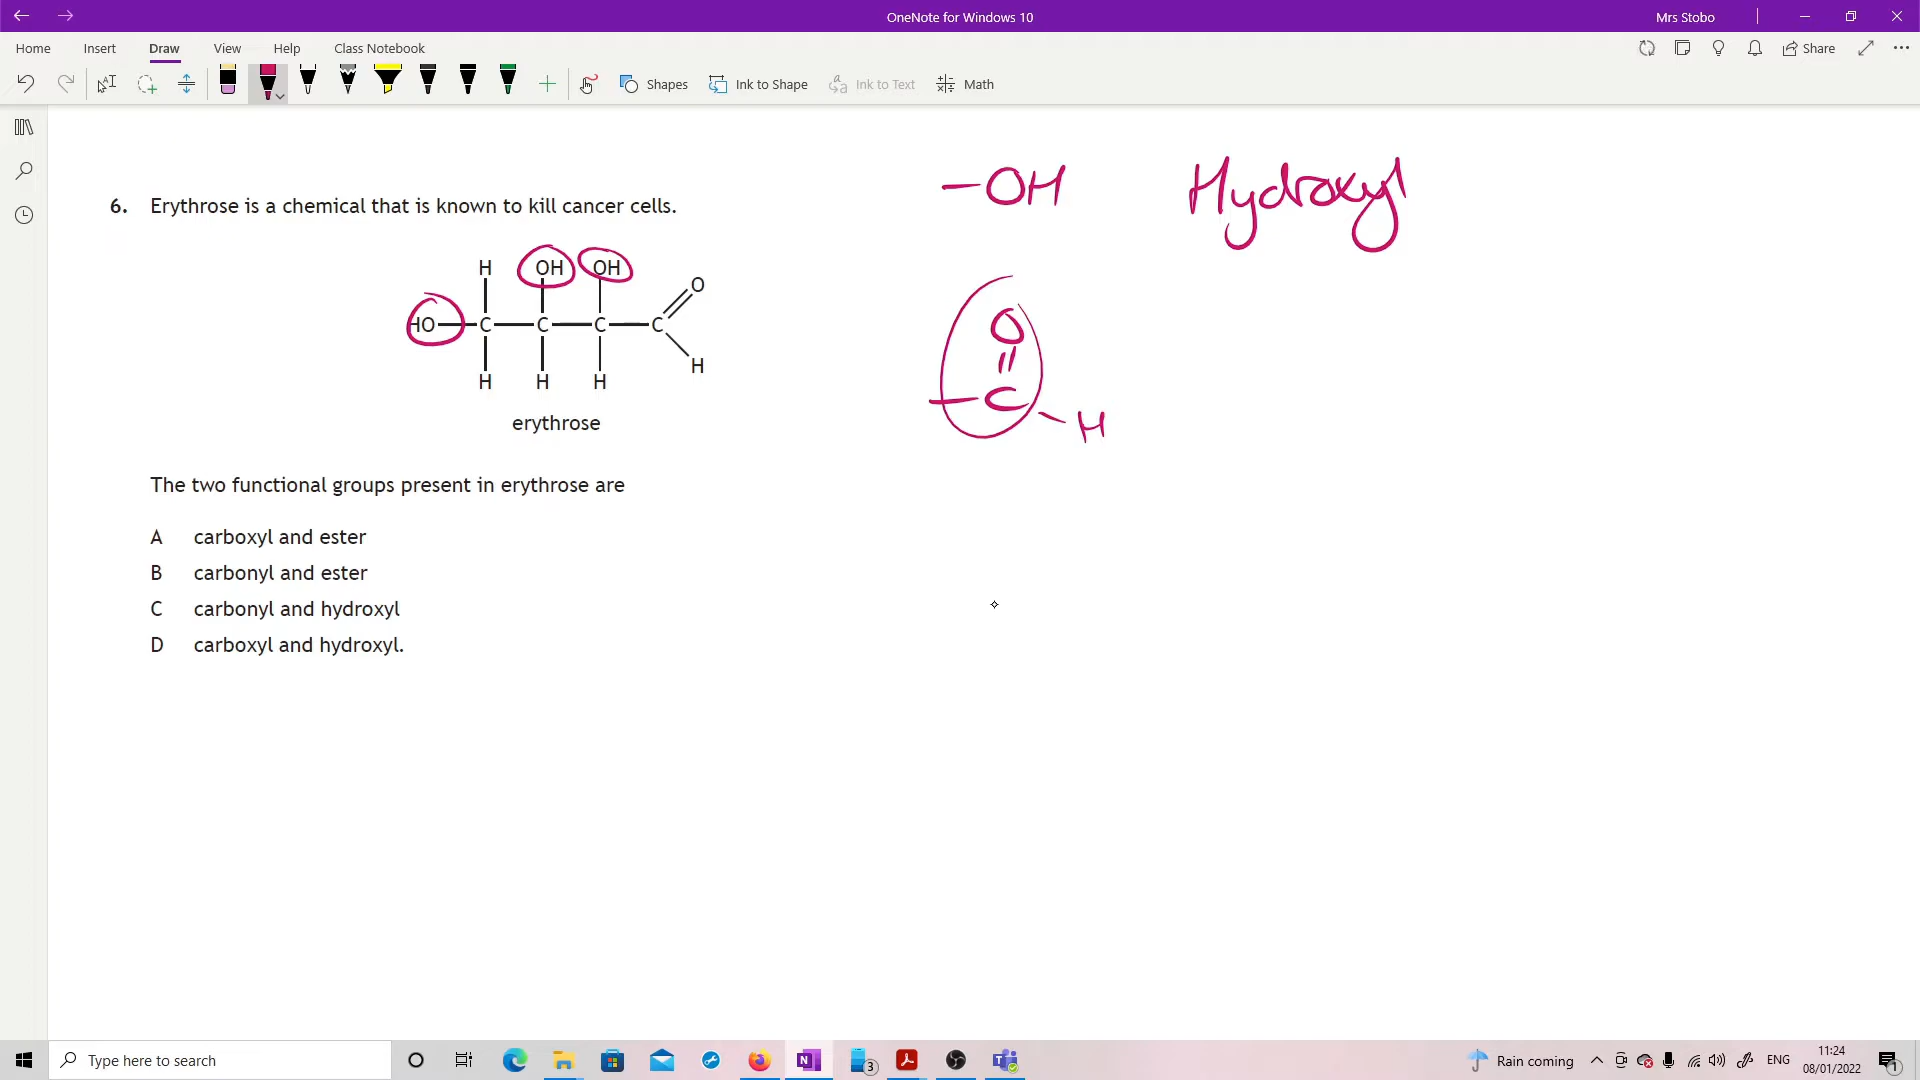 OneNote for Windows 10
Mrs Stobo
Home Insert Draw View Help Class Notebook
Share
Shapes Ink to Shape Ink to Text Math
6. Erythrose is a chemical that is known to kill cancer cells.
H OH OH O
HO C C C C
H H H H
erythrose
-OH Hydroxyl
O
- C - H
The two functional groups present in erythrose are
A carboxyl and ester
B carbonyl and ester
C carbonyl and hydroxyl
D carboxyl and hydroxyl.
Type here to search
3
Rain coming
ENG
11:24
08/01/2022
1